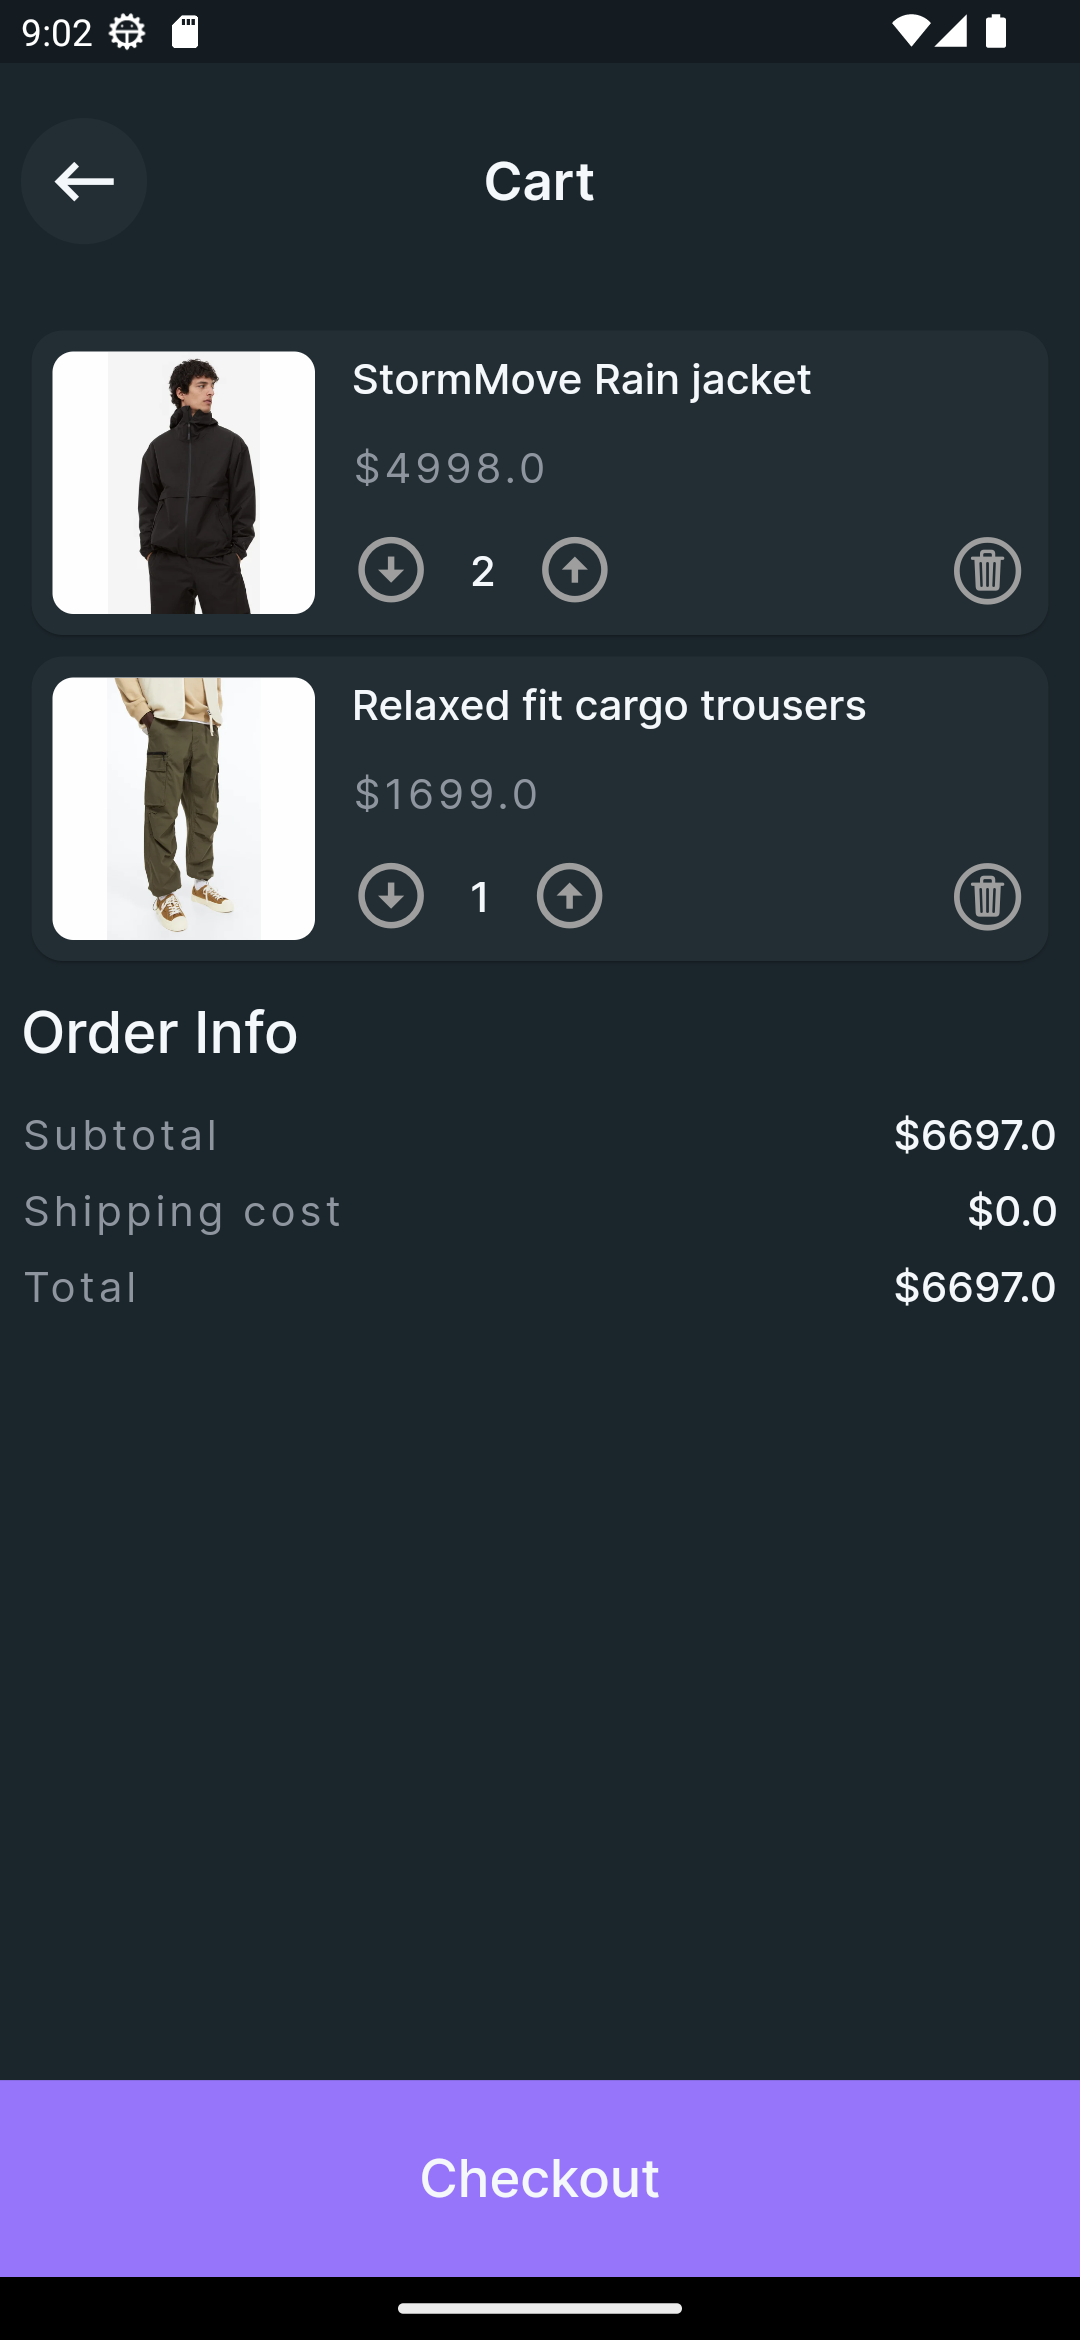 9:02
Cart
StormMove Rain jacket
$4998.0
2
Relaxed fit cargo trousers
$1699.0
1
Order Info
Subtotal $6697.0
Shipping cost $0.0
Total $6697.0
Checkout